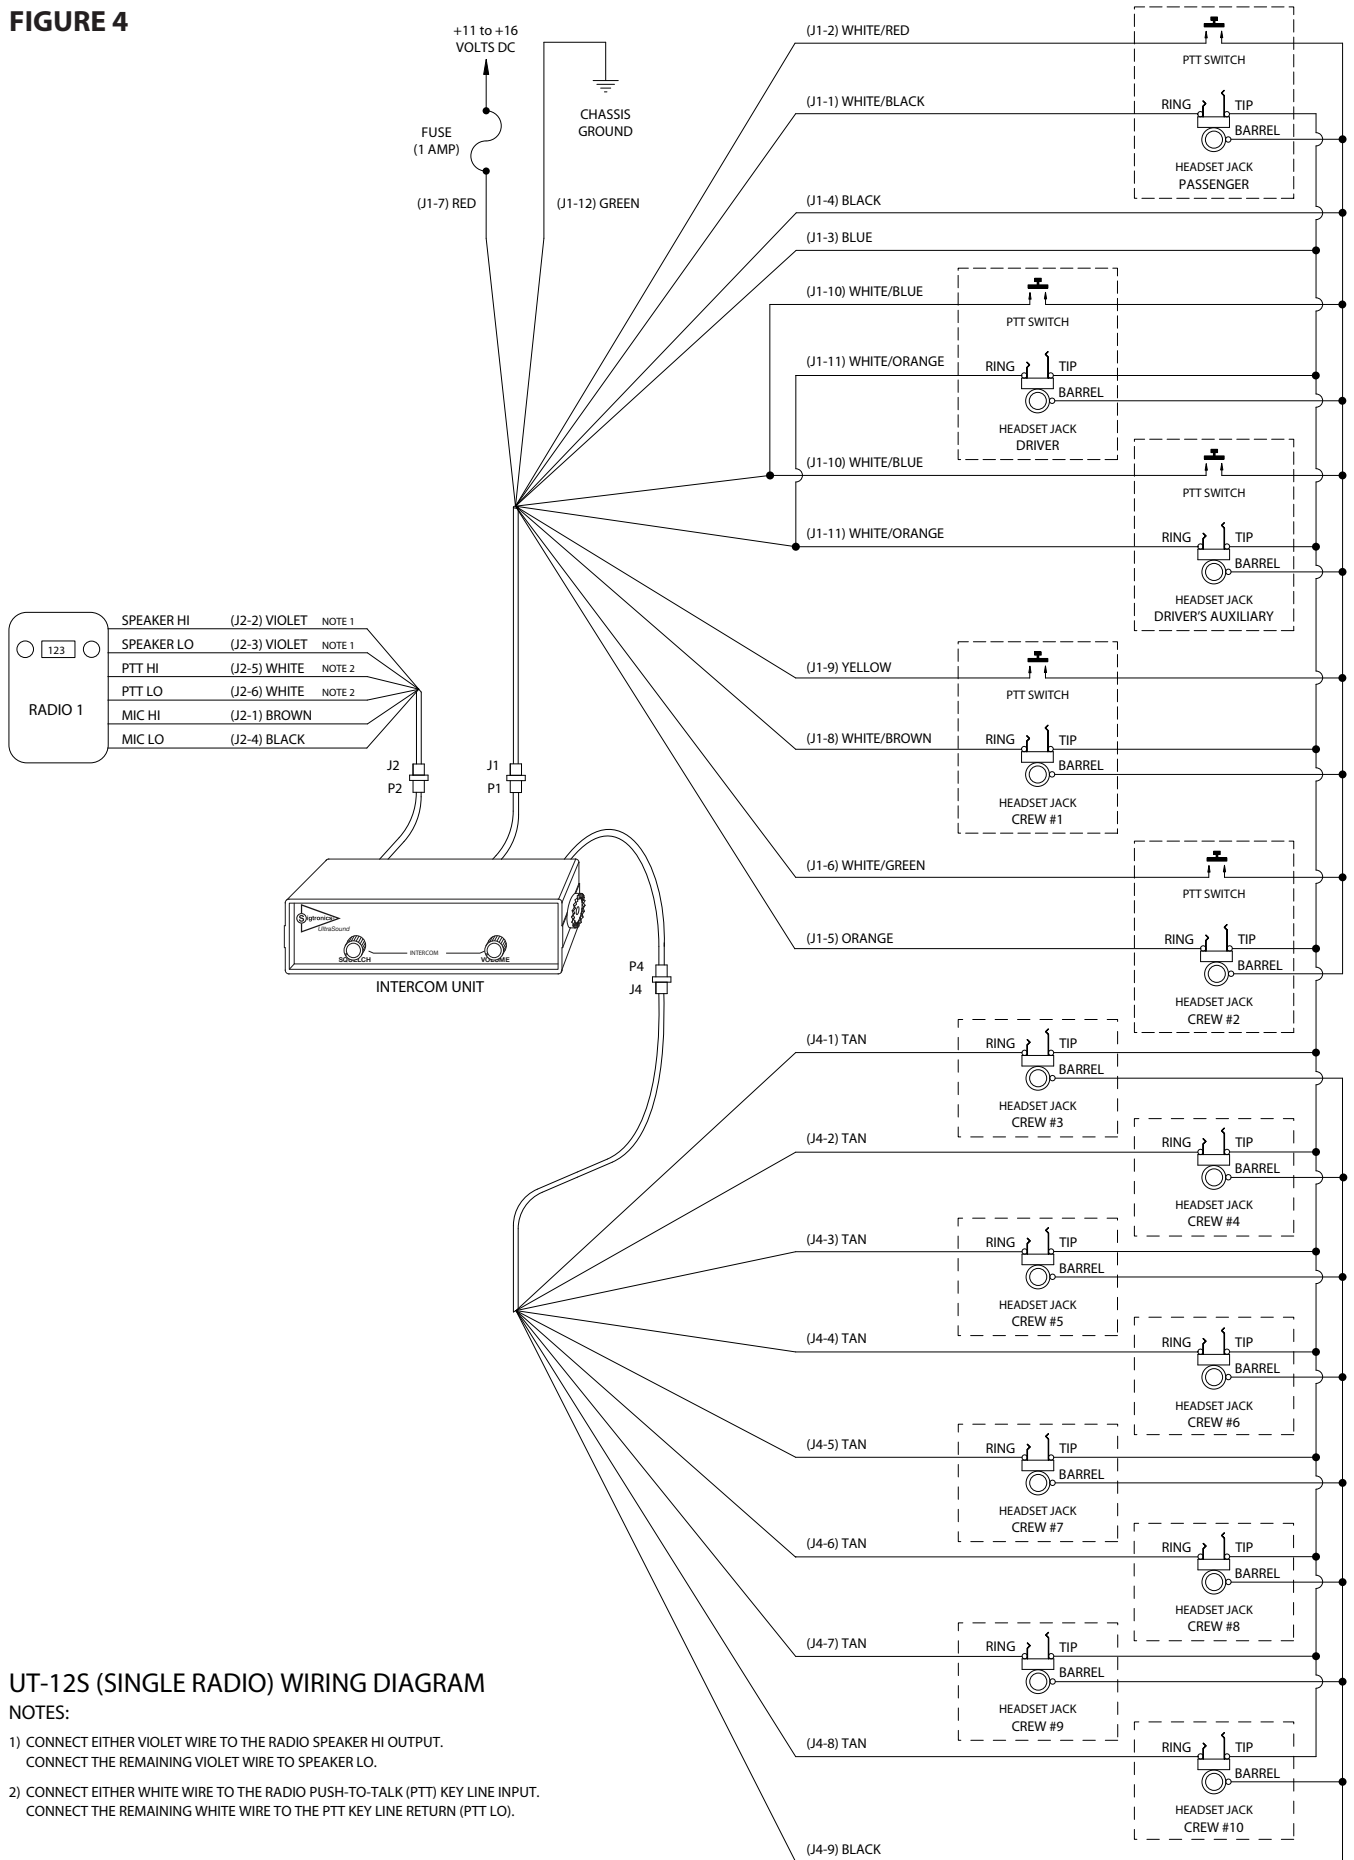 FIGURE 4
+11 to +16
VOLTS DC
CHASSIS
GROUND
FUSE
(1 AMP)
(J1-7) RED
(J1-12) GREEN
(J1-2) WHITE/RED
PTT SWITCH
(J1-1) WHITE/BLACK
RING
TIP
BARREL
HEADSET JACK
PASSENGER
(J1-4) BLACK
(J1-3) BLUE
(J1-10) WHITE/BLUE
PTT SWITCH
(J1-11) WHITE/ORANGE
RING
TIP
BARREL
HEADSET JACK
DRIVER
(J1-10) WHITE/BLUE
PTT SWITCH
(J1-11) WHITE/ORANGE
RING
TIP
BARREL
HEADSET JACK
DRIVER'S AUXILIARY
123
RADIO 1
SPEAKER HI (J2-2) VIOLET NOTE 1
SPEAKER LO (J2-3) VIOLET NOTE 1
PTT HI (J2-5) WHITE NOTE 2
PTT LO (J2-6) WHITE NOTE 2
MIC HI (J2-1) BROWN
MIC LO (J2-4) BLACK
J2
P2
J1
P1
(J1-9) YELLOW
PTT SWITCH
(J1-8) WHITE/BROWN
RING
TIP
BARREL
HEADSET JACK
CREW #1
(J1-6) WHITE/GREEN
PTT SWITCH
(J1-5) ORANGE
RING
TIP
BARREL
HEADSET JACK
CREW #2
Sigtronics
UltraSound
SQUELCH
INTERCOM
VOLUME
INTERCOM UNIT
P4
J4
(J4-1) TAN
RING
TIP
BARREL
HEADSET JACK
CREW #3
(J4-2) TAN
RING
TIP
BARREL
HEADSET JACK
CREW #4
(J4-3) TAN
RING
TIP
BARREL
HEADSET JACK
CREW #5
(J4-4) TAN
RING
TIP
BARREL
HEADSET JACK
CREW #6
(J4-5) TAN
RING
TIP
BARREL
HEADSET JACK
CREW #7
(J4-6) TAN
RING
TIP
BARREL
HEADSET JACK
CREW #8
(J4-7) TAN
RING
TIP
BARREL
HEADSET JACK
CREW #9
(J4-8) TAN
RING
TIP
BARREL
HEADSET JACK
CREW #10
(J4-9) BLACK
UT-12S (SINGLE RADIO) WIRING DIAGRAM
NOTES:
1) CONNECT EITHER VIOLET WIRE TO THE RADIO SPEAKER HI OUTPUT.
CONNECT THE REMAINING VIOLET WIRE TO SPEAKER LO.
2) CONNECT EITHER WHITE WIRE TO THE RADIO PUSH-TO-TALK (PTT) KEY LINE INPUT.
CONNECT THE REMAINING WHITE WIRE TO THE PTT KEY LINE RETURN (PTT LO).